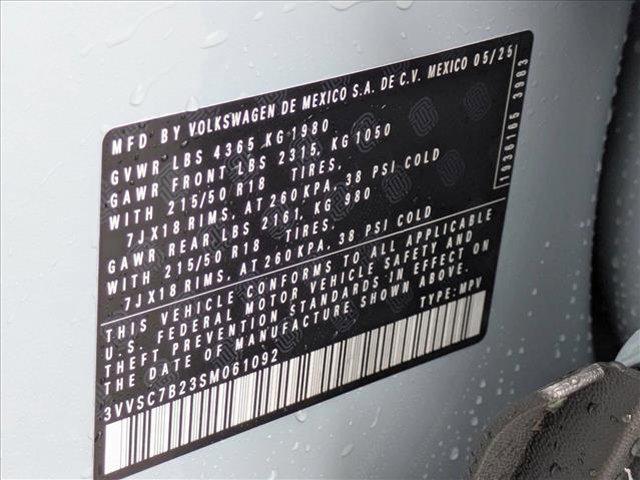 MFD BY VOLKSWAGEN DE MEXICO S.A. DE C.V. MEXICO 05/25
GVWR LBS 4365 KG 1980
GAWR FRONT LBS 2315, KG 1050
WITH 215/50 R18 TIRES,
7JX18 RIMS, AT 260 KPA, 38 PSI COLD
GAWR REAR LBS 2161, KG 980
WITH 215/50 R18 TIRES,
7JX18 RIMS, AT 260 KPA, 38 PSI COLD
THIS VEHICLE CONFORMS TO ALL APPLICABLE
U.S. FEDERAL MOTOR VEHICLE SAFETY AND
THEFT PREVENTION STANDARDS IN EFFECT ON
THE DATE OF MANUFACTURE SHOWN ABOVE.
TYPE: MPV
3VVSC7B23SM061092